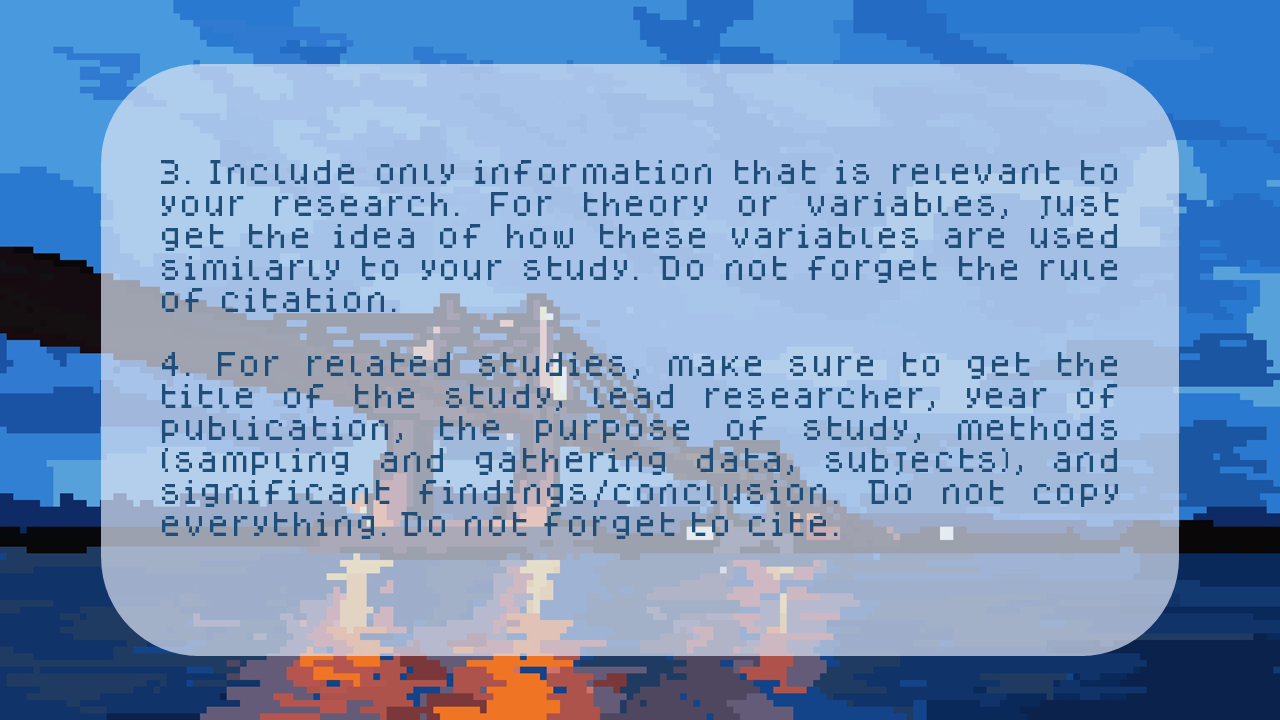 3. Include only information that is relevant to
your research. For theory or variables, just
get the idea of how these variables are used
similarly to your study. Do not forget the rule
of citation.
4. For related studies, make sure to get the
title of the study, lead researcher, year of
publication, the purpose of study, methods
(sampling and gathering data, subjects), and
significant findings/conclusion. Do not copy
everything. Do not forget to cite.